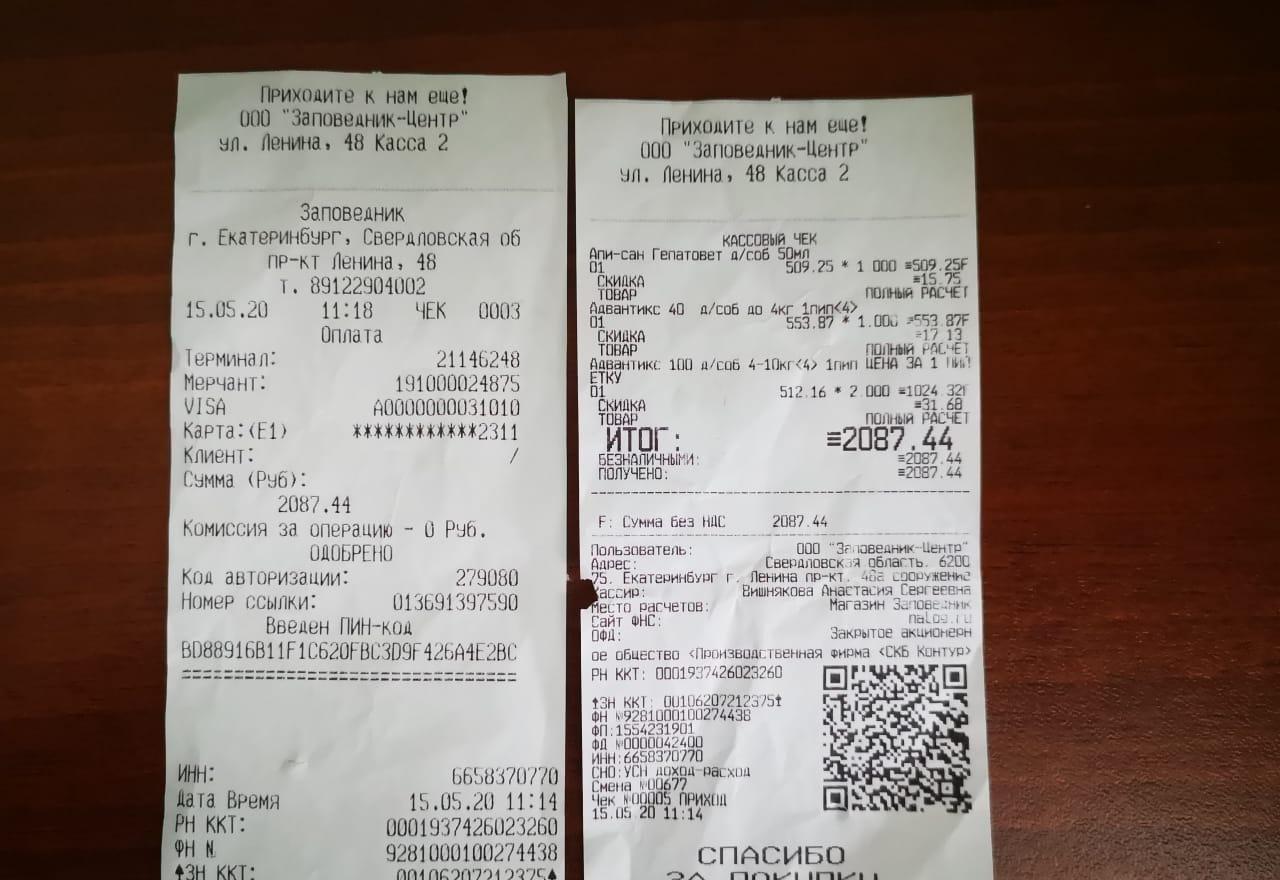 Приходите к нам еще!
ООО "Заповедник-Центр"
ул. Ленина, 48 Касса 2
Заповедник
г. Екатеринбург, Свердловская об
пр-кт Ленина, 48
т. 89122904002
15.05.20 11:18 ЧЕК 0003
Оплата
Терминал: 21146248
Мерчант: 191000024875
VISA A0000000031010
Карта:(E1) ************2311
Клиент: /
Сумма (Руб):
2087.44
Комиссия за операцию - 0 Руб.
ОДОБРЕНО
Код авторизации: 279080
Номер ссылки: 013691397590
Введен ПИН-код
BD88916B11F1C620FBC3D9F426A4E2BC
================================
ИНН: 6658370770
Дата Время 15.05.20 11:14
РН ККТ: 0001937426023260
ФН № 9281000100274438
ЗН ККТ: 00106207212375
Приходите к нам еще!
ООО "Заповедник-Центр"
ул. Ленина, 48 Касса 2
КАССОВЫЙ ЧЕК
Апи-сан Гепатовет д/соб 50мл
01 509.25 * 1 000 ≡509.25F
СКИДКА ≡15.75
ТОВАР ПОЛНЫЙ РАСЧЕТ
Адвантикс 40 д/соб до 4кг 1пип<4>
01 553.87 * 1.000 ≡553.87F
СКИДКА ≡17 13
ТОВАР ПОЛНЫЙ РАСЧЕТ
Адвантикс 100 д/соб 4-10кг<4> 1пип ЦЕНА ЗА 1 ПИП
ЕТКУ
01 512.16 * 2.000 ≡1024.32F
СКИДКА ≡31.68
ТОВАР ПОЛНЫЙ РАСЧЕТ
ИТОГ: ≡2087.44
БЕЗНАЛИЧНЫМИ: ≡2087.44
ПОЛУЧЕНО: ≡2087.44
F: Сумма без НДС 2087.44
Пользователь: ООО "Заповедник-Центр"
Адрес: Свердловская область, 6200
75, Екатеринбург г, Ленина пр-кт, 48а сооружение
Кассир: Вишнякова Анастасия Сергеевна
Место расчетов: Магазин Заповедник
Сайт ФНС: nalog.ru
ОФД: Закрытое акционерн
ое общество <Производственная фирма <СКБ Контур>
РН ККТ: 0001937426023260
ЗН ККТ: 00106207212375
ФН №9281000100274438
ФП:1554231901
ФД №0000042400
ИНН:6658370770
СНО:УСН доход-расход
Смена №00677
Чек №00005 ПРИХОД
15.05 20 11:14
СПАСИБО
ЗА ПОКУПКУ